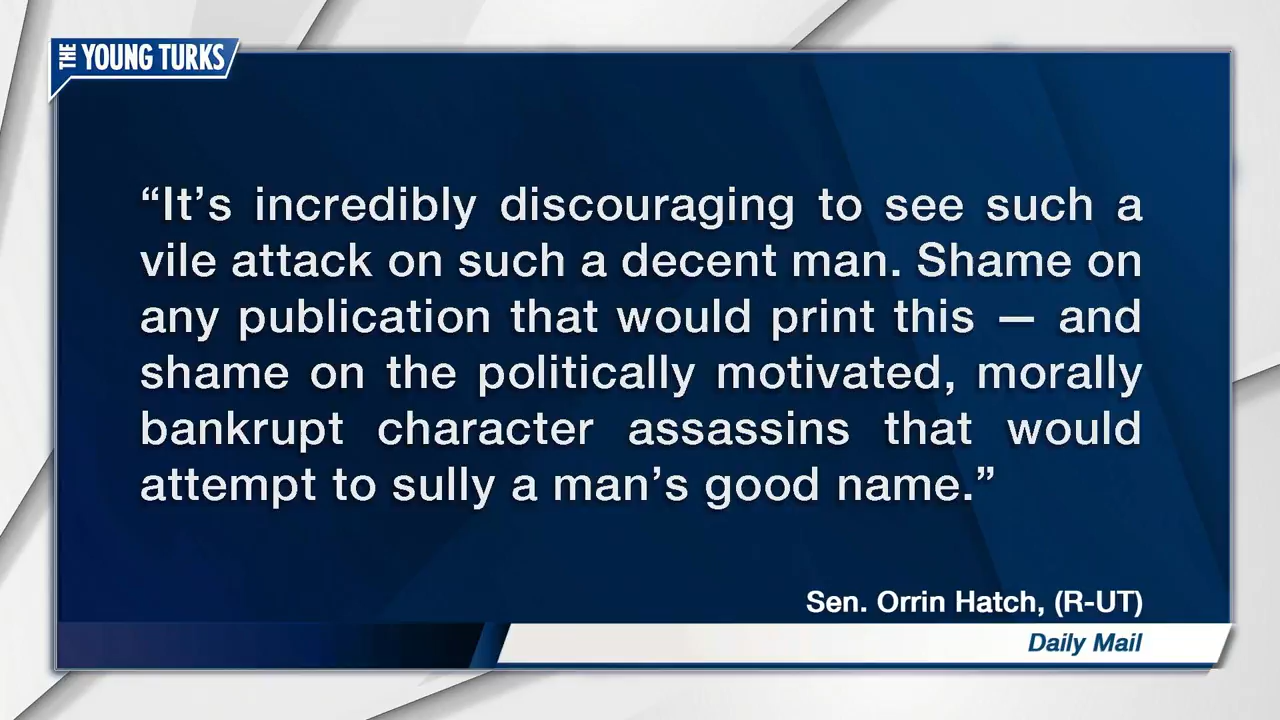 THE YOUNG TURKS
“It’s incredibly discouraging to see such a
vile attack on such a decent man. Shame on
any publication that would print this — and
shame on the politically motivated, morally
bankrupt character assassins that would
attempt to sully a man’s good name.”
Sen. Orrin Hatch, (R-UT)
Daily Mail